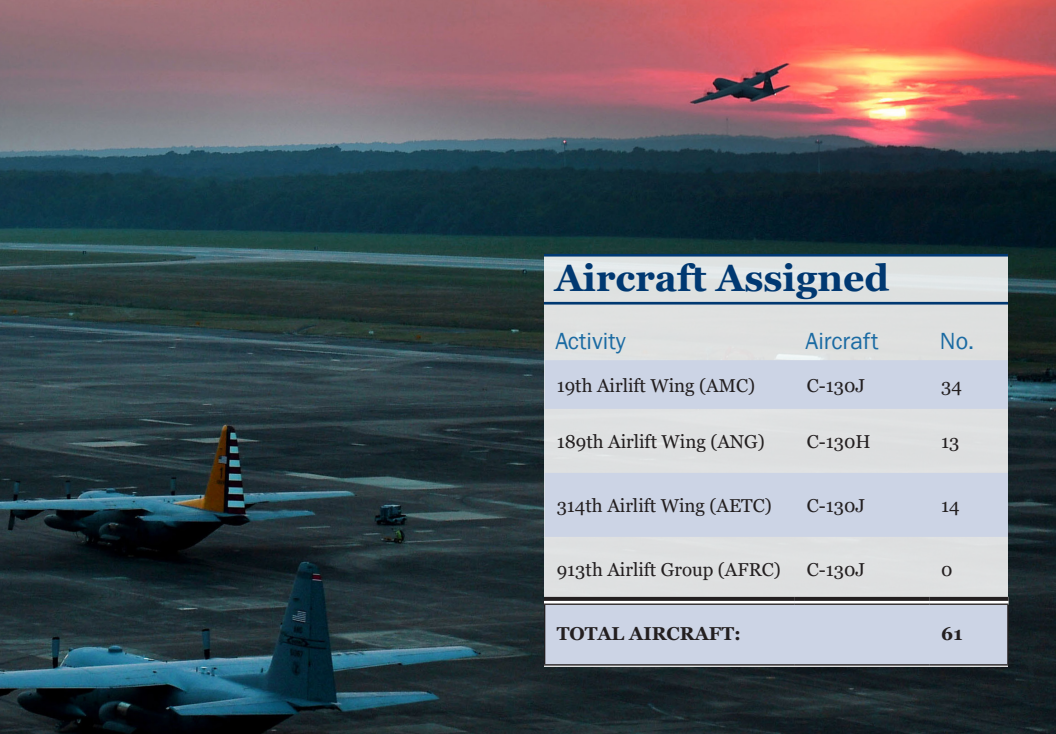 Aircraft Assigned
Activity Aircraft No.
19th Airlift Wing (AMC) C-130J 34
189th Airlift Wing (ANG) C-130H 13
314th Airlift Wing (AETC) C-130J 14
913th Airlift Group (AFRC) C-130J 0
TOTAL AIRCRAFT: 61